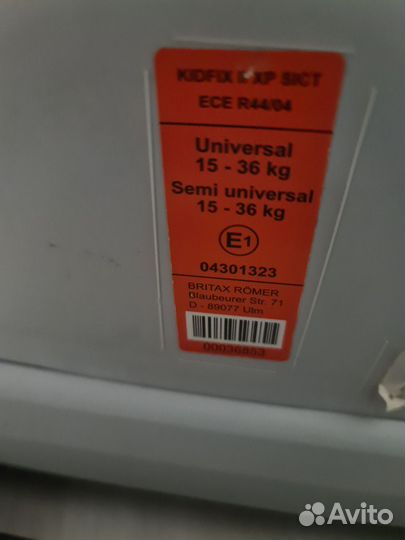 KIDFIX II XP SICT
ECE R44/04
Universal
15 - 36 kg
Semi universal
15 - 36 kg
E1
04301323
BRITAX RÖMER
Blaubeurer Str. 71
D - 89077 Ulm
00036853
Avito